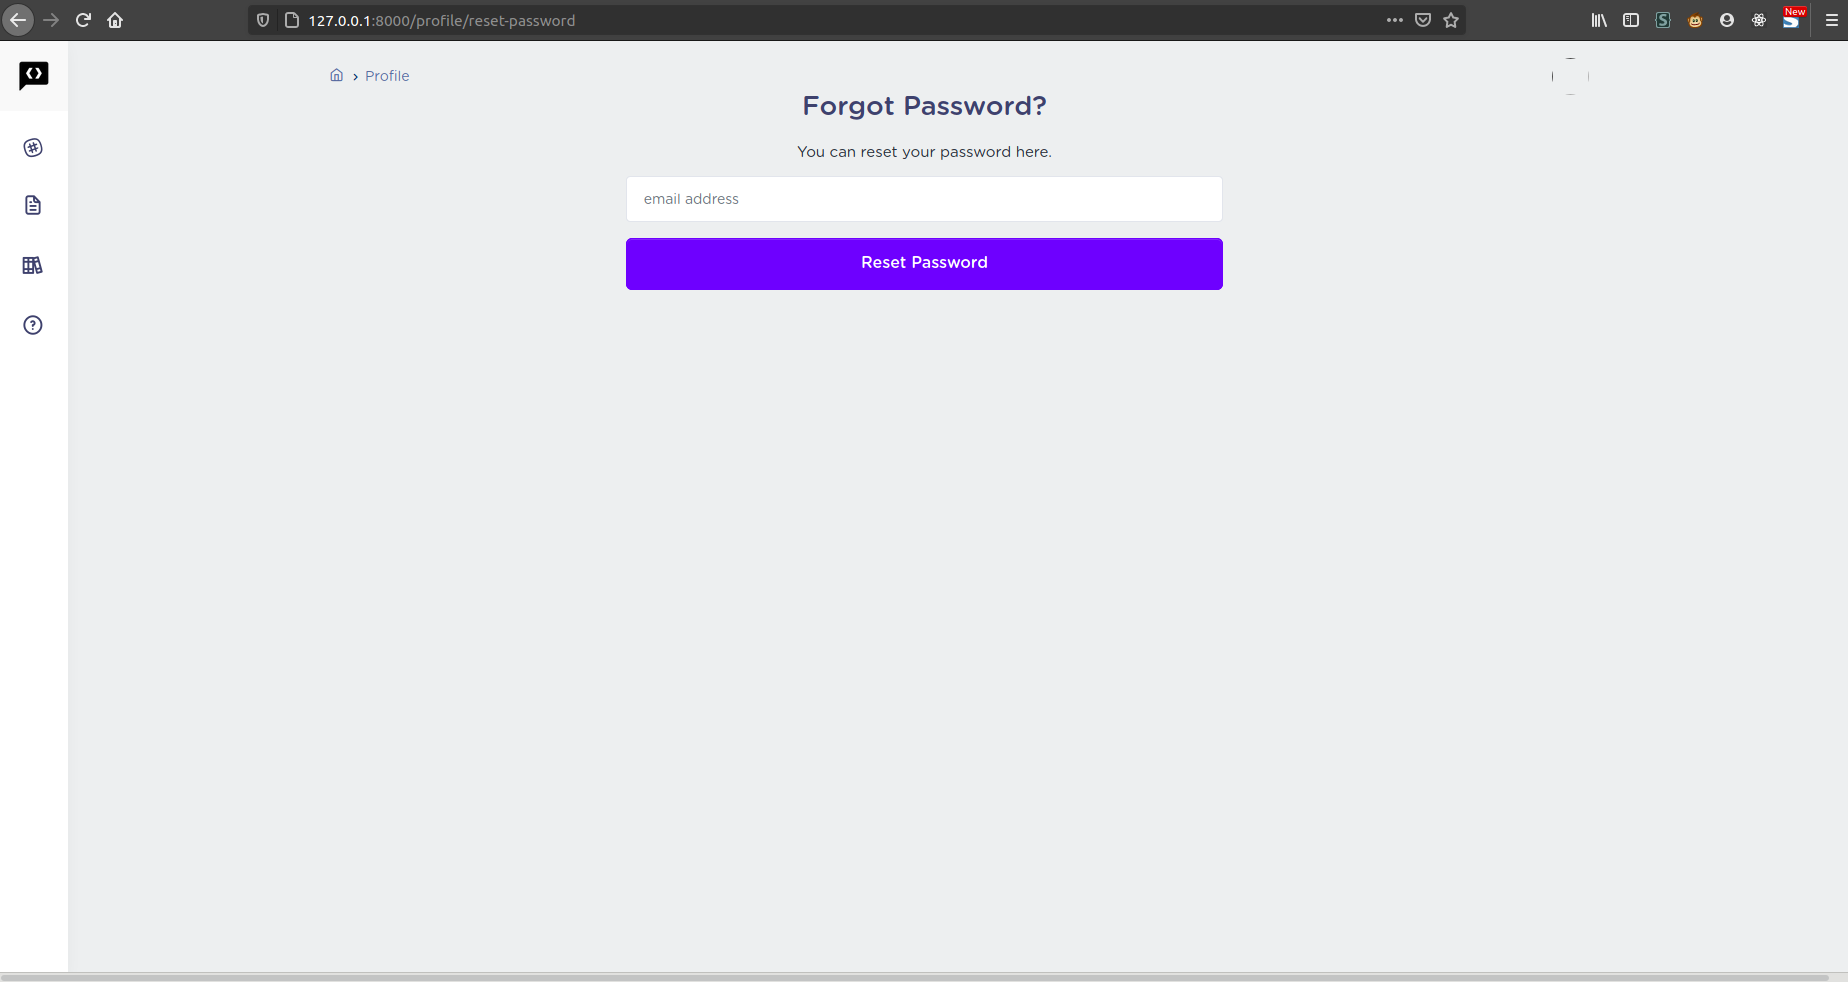 127.0.0.1:8000/profile/reset-password
New
Profile
Forgot Password?
You can reset your password here.
email address
Reset Password